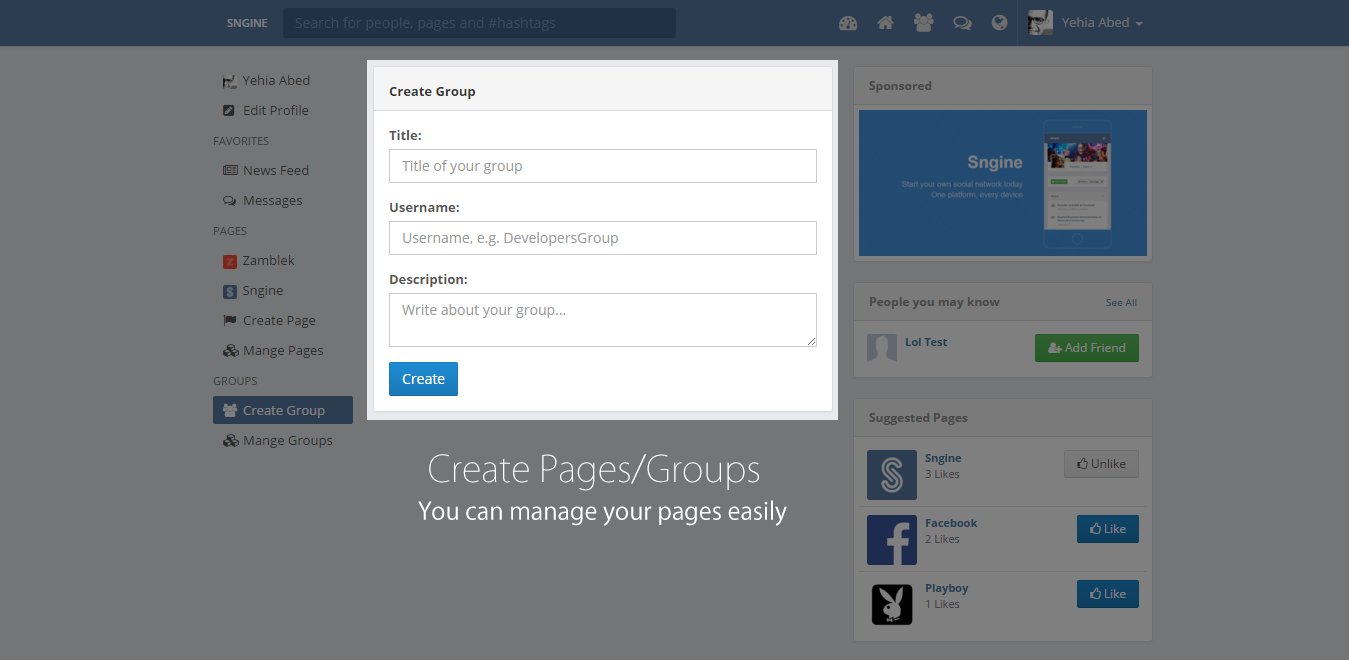 SNGINE
Search for people, pages and #hashtags
Yehia Abed
Yehia Abed
Edit Profile
FAVORITES
News Feed
Messages
PAGES
Zamblek
Sngine
Create Page
Mange Pages
GROUPS
Create Group
Mange Groups
Create Group
Title:
Title of your group
Username:
Username, e.g. DevelopersGroup
Description:
Write about your group...
Create
Create Pages/Groups
You can manage your pages easily
Sponsored
Sngine
Start your own social network today
One platform, every device
People you may know
See All
Lol Test
Add Friend
Suggested Pages
Sngine
3 Likes
Unlike
Facebook
2 Likes
Like
Playboy
1 Likes
Like